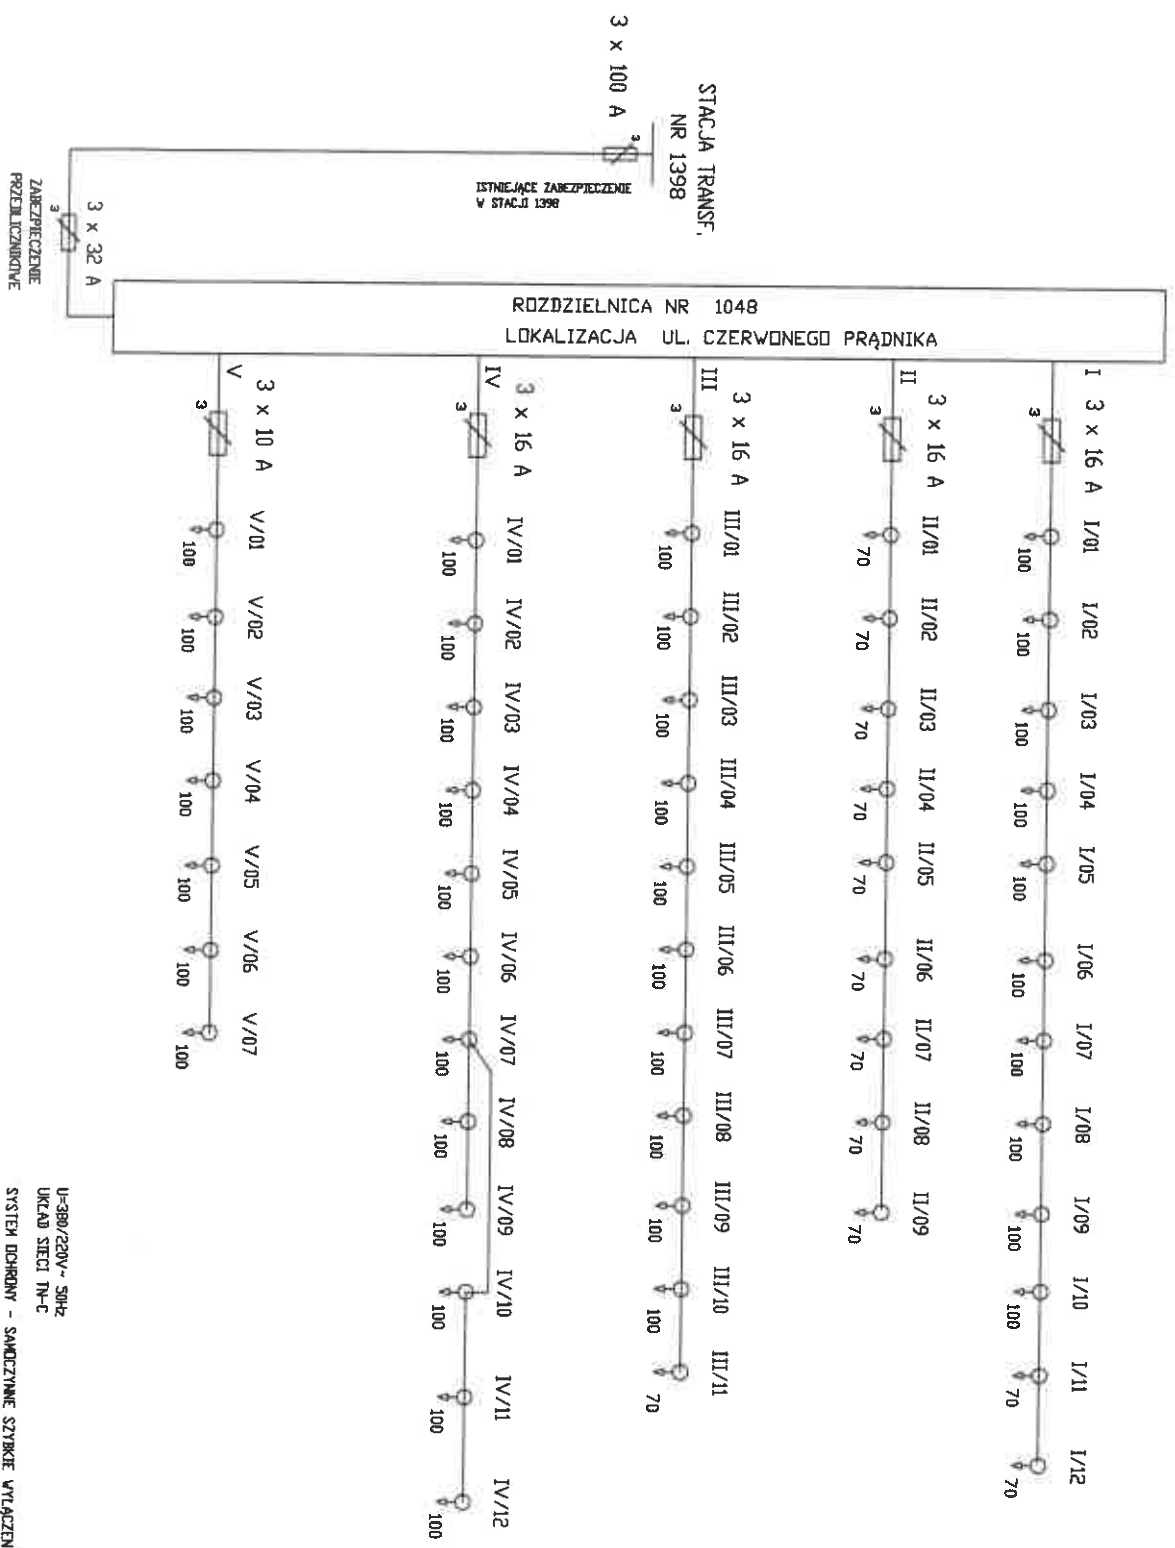 STACJA TRANSF.
NR 1398
3 x 100 A
3
ISTNIEJĄCE ZABEZPIECZENIE
W STACJI 1398
3 x 32 A
3
ZABEZPIECZENIE
PRZEDLICZNIKOWE
ROZDZIELNICA NR 1048
LOKALIZACJA UL. CZERWONEGO PRĄDNIKA
I
3 x 16 A
3
I/01 I/02 I/03 I/04 I/05 I/06 I/07 I/08 I/09 I/10 I/11 I/12
100 100 100 100 100 100 100 100 100 100 70 70
II
3 x 16 A
3
II/01 II/02 II/03 II/04 II/05 II/06 II/07 II/08 II/09
70 70 70 70 70 70 70 70 70
III
3 x 16 A
3
III/01 III/02 III/03 III/04 III/05 III/06 III/07 III/08 III/09 III/10 III/11
100 100 100 100 100 100 100 100 100 100 70
IV
3 x 16 A
3
IV/01 IV/02 IV/03 IV/04 IV/05 IV/06 IV/07 IV/08 IV/09 IV/10 IV/11 IV/12
100 100 100 100 100 100 100 100 100 100 100 100
V
3 x 10 A
3
V/01 V/02 V/03 V/04 V/05 V/06 V/07
100 100 100 100 100 100 100
U=380/220V~ 50Hz
UKŁAD SIECI TN-C
SYSTEM OCHRONY - SAMOCZYNNE SZYBKIE WYŁĄCZEN